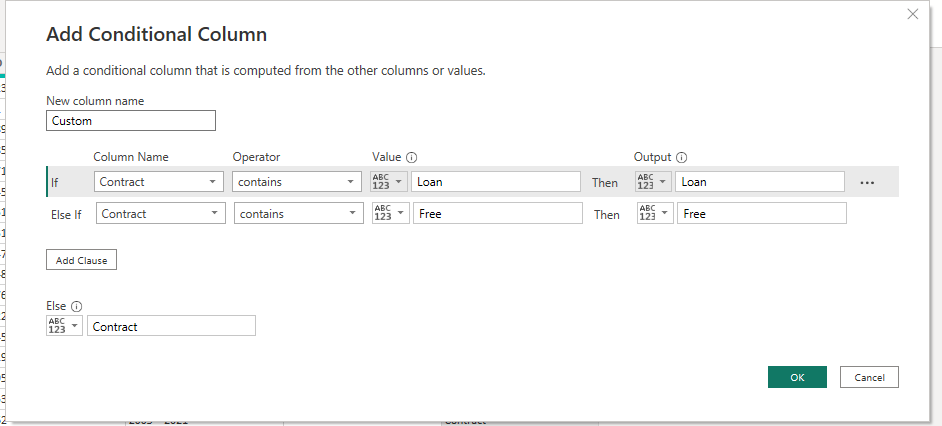 Add Conditional Column
Add a conditional column that is computed from the other columns or values.
New column name
Custom
Column Name Operator Value Output
If Contract contains ABC 123 Loan Then ABC 123 Loan ...
Else If Contract contains ABC 123 Free Then ABC 123 Free
Add Clause
Else
ABC 123 Contract
OK Cancel